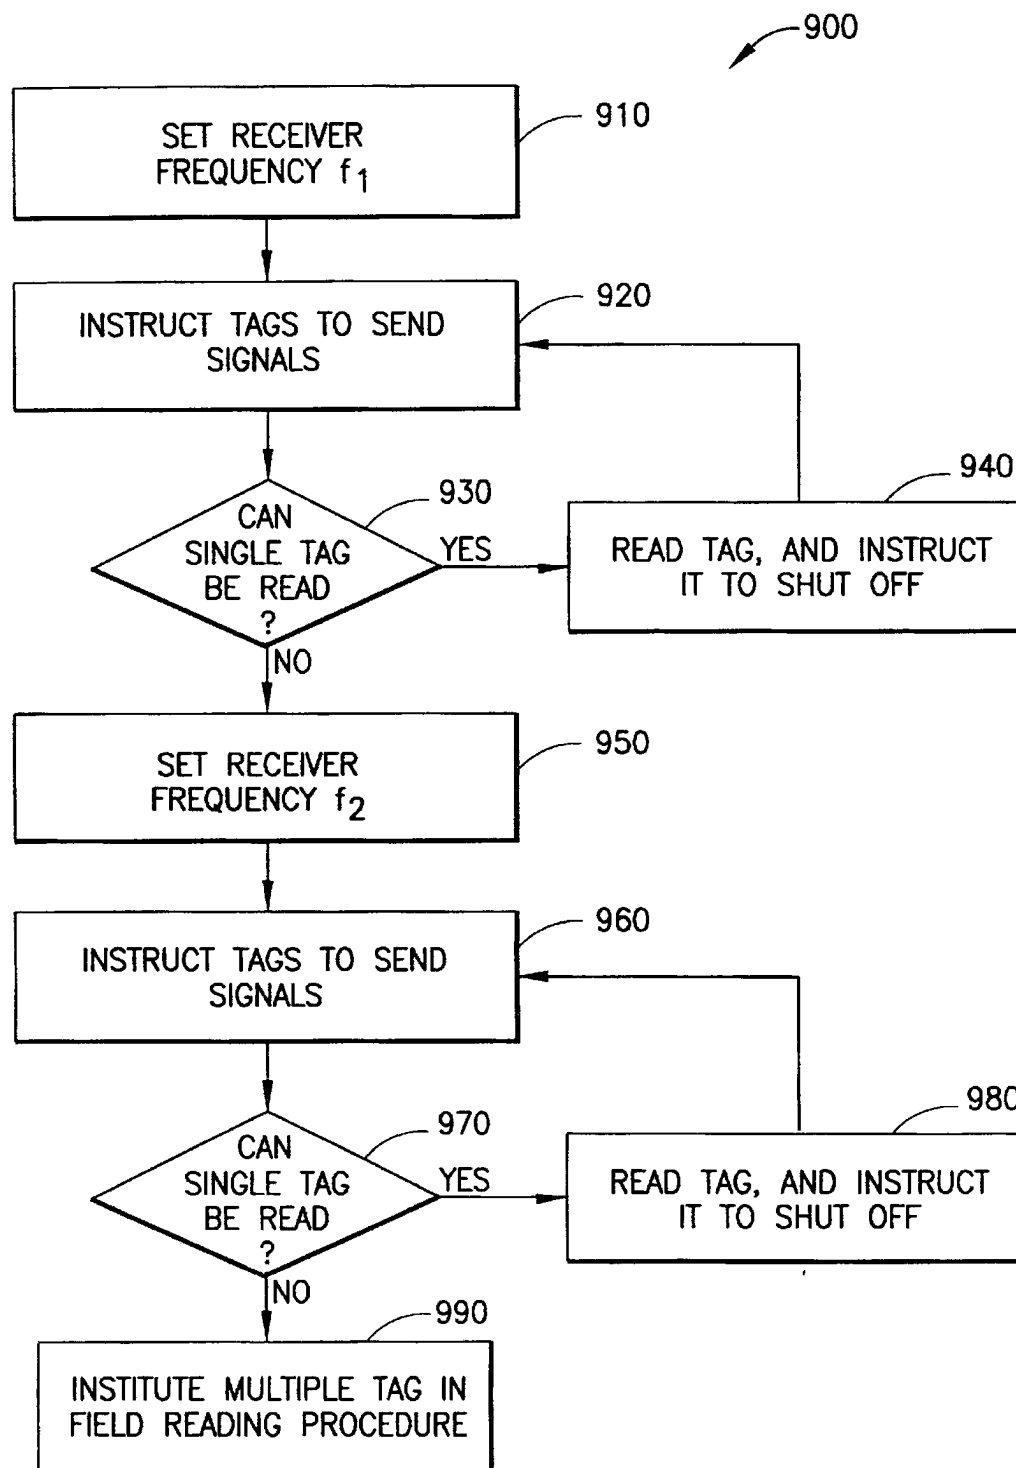 900
910
SET RECEIVER
FREQUENCY f1
920
INSTRUCT TAGS TO SEND
SIGNALS
930
CAN
SINGLE TAG
BE READ
?
YES
940
READ TAG, AND INSTRUCT
IT TO SHUT OFF
NO
950
SET RECEIVER
FREQUENCY f2
960
INSTRUCT TAGS TO SEND
SIGNALS
970
CAN
SINGLE TAG
BE READ
?
YES
980
READ TAG, AND INSTRUCT
IT TO SHUT OFF
NO
990
INSTITUTE MULTIPLE TAG IN
FIELD READING PROCEDURE